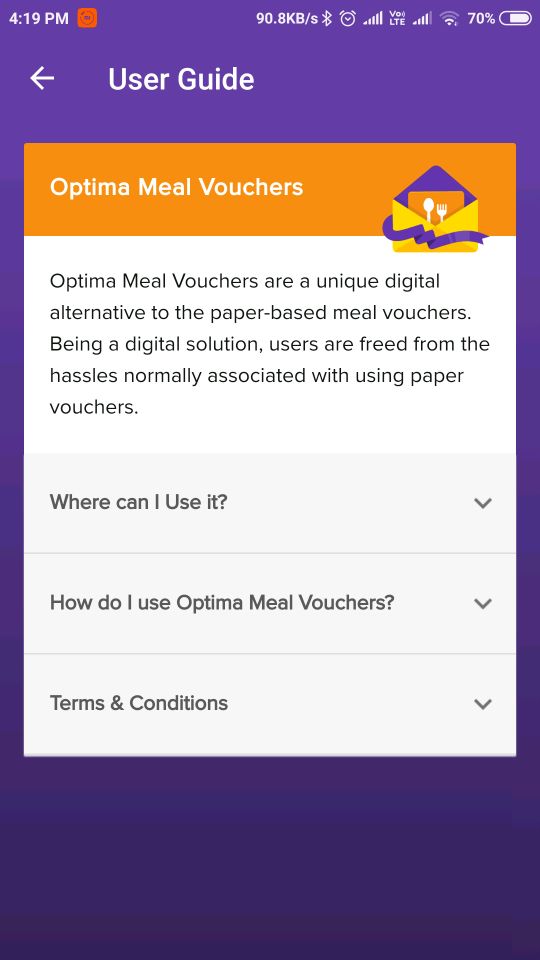 4:19 PM 90.8KB/s Vo) LTE 70%
User Guide
Optima Meal Vouchers
Optima Meal Vouchers are a unique digital
alternative to the paper-based meal vouchers.
Being a digital solution, users are freed from the
hassles normally associated with using paper
vouchers.
Where can I Use it?
How do I use Optima Meal Vouchers?
Terms & Conditions